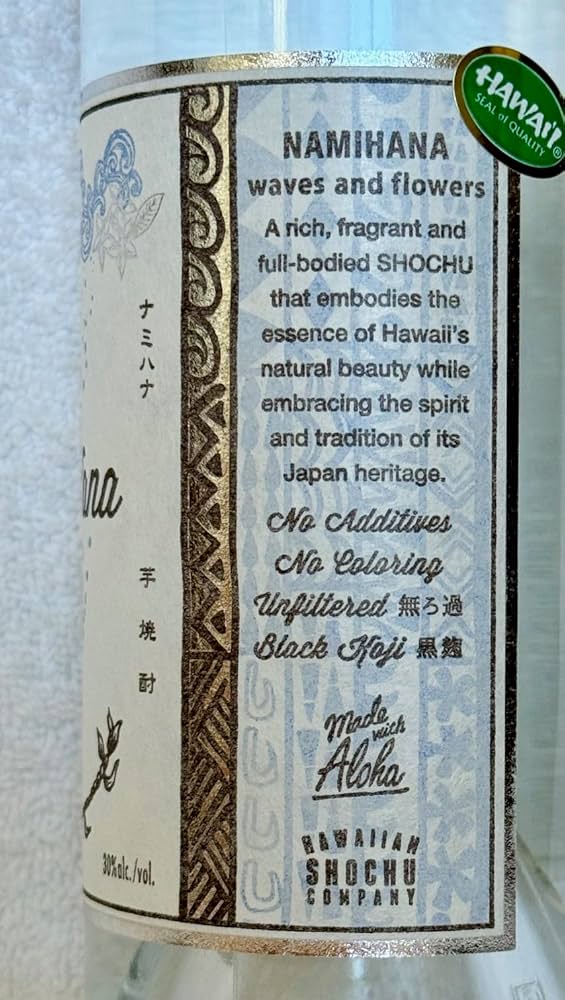 HAWAI'I
SEAL of QUALITY
®
NAMIHANA
waves and flowers
A rich, fragrant and
full-bodied SHOCHU
that embodies the
essence of Hawaii's
natural beauty while
embracing the spirit
and tradition of its
Japan heritage.
No Additives
No Coloring
Unfiltered 無ろ過
Black Koji 黒麹
Made
with
Aloha
HAWAIIAN
SHOCHU
COMPANY
ナミハナ
芋焼酎
30%alc./vol.